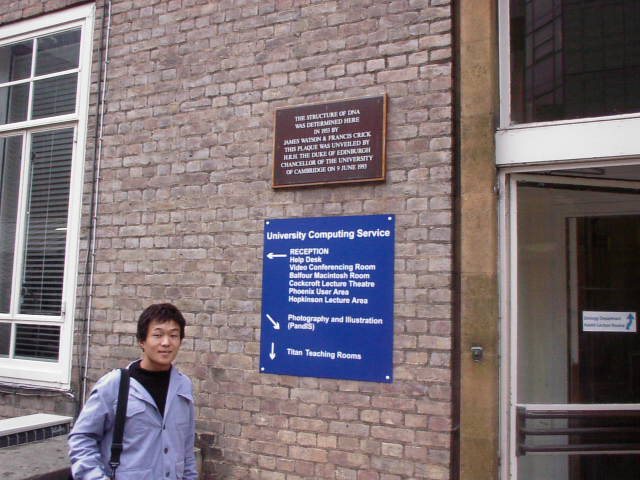 THE STRUCTURE OF DNA
WAS DETERMINED HERE
IN 1953 BY
JAMES WATSON & FRANCIS CRICK
THIS PLAQUE WAS UNVEILED BY
H.R.H. THE DUKE OF EDINBURGH
CHANCELLOR OF THE UNIVERSITY
OF CAMBRIDGE ON 9 JUNE 1993
University Computing Service
RECEPTION
Help Desk
Video Conferencing Room
Balfour Macintosh Room
Cockcroft Lecture Theatre
Phoenix User Area
Hopkinson Lecture Area
Photography and Illustration
(PandIS)
Titan Teaching Rooms
Zoology Department